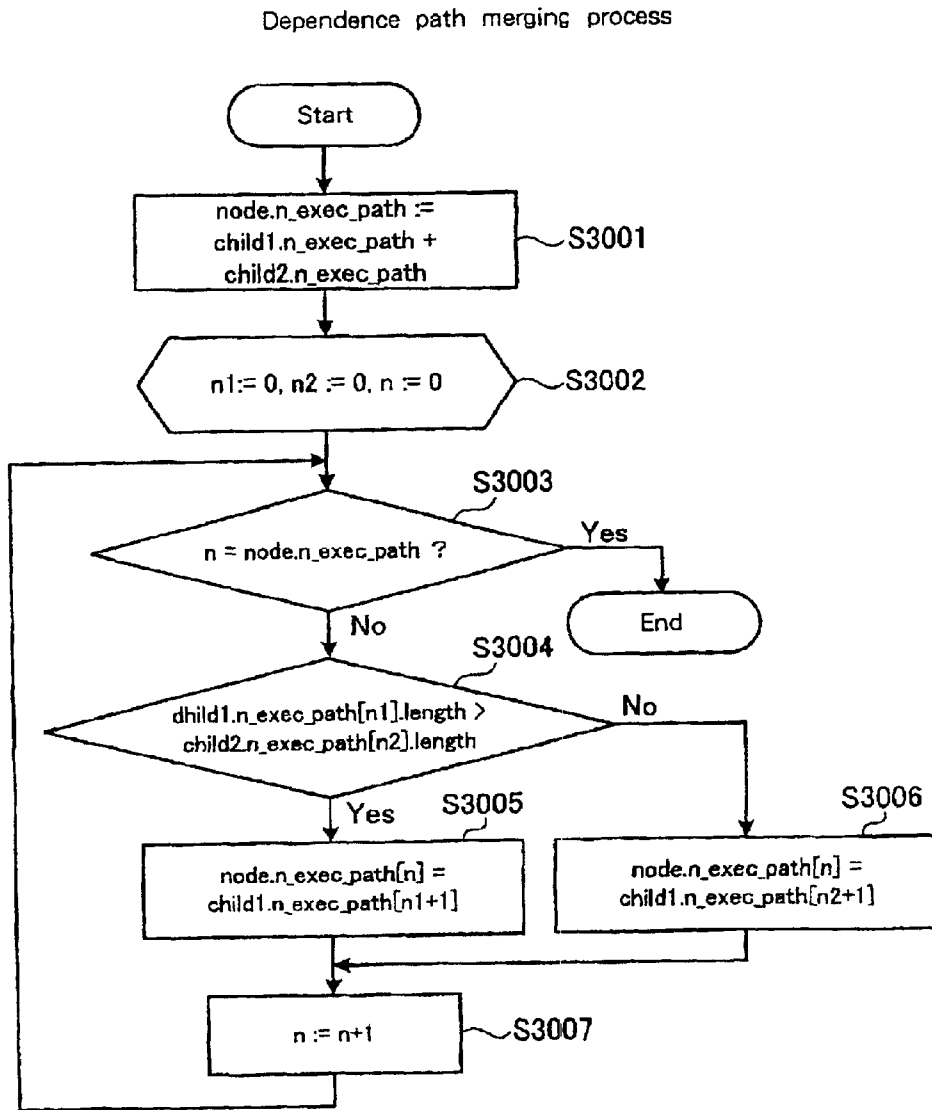 Dependence path merging process
Start
node.n_exec_path :=
child1.n_exec_path +
child2.n_exec_path
S3001
n1:= 0, n2 := 0, n := 0
S3002
S3003
n = node.n_exec_path ?
Yes
End
No
S3004
dhild1.n_exec_path[n1].length >
child2.n_exec_path[n2].length
No
Yes
S3005
node.n_exec_path[n] =
child1.n_exec_path[n1+1]
S3006
node.n_exec_path[n] =
child1.n_exec_path[n2+1]
n := n+1
S3007